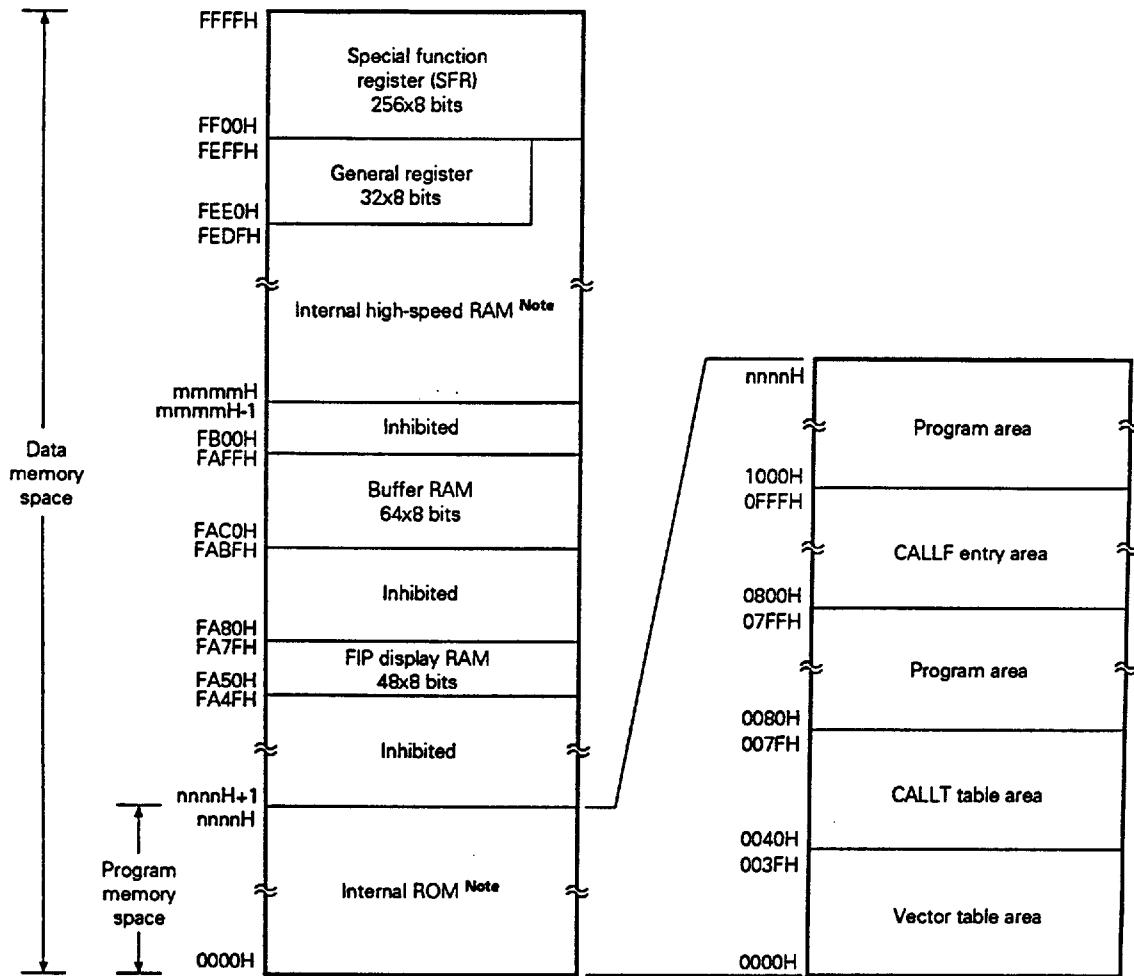 FFFFH
Special function
register (SFR)
256x8 bits
FF00H
FEFFH
General register
32x8 bits
FEE0H
FEDFH
Internal high-speed RAM Note
mmmmH
mmmmH-1
Inhibited
FB00H
FAFFH
Buffer RAM
64x8 bits
FAC0H
FABFH
Inhibited
FA80H
FA7FH
FIP display RAM
48x8 bits
FA50H
FA4FH
Inhibited
nnnnH+1
nnnnH
Internal ROM Note
0000H
Data
memory
space
Program
memory
space
nnnnH
Program area
1000H
0FFFH
CALLF entry area
0800H
07FFH
Program area
0080H
007FH
CALLT table area
0040H
003FH
Vector table area
0000H